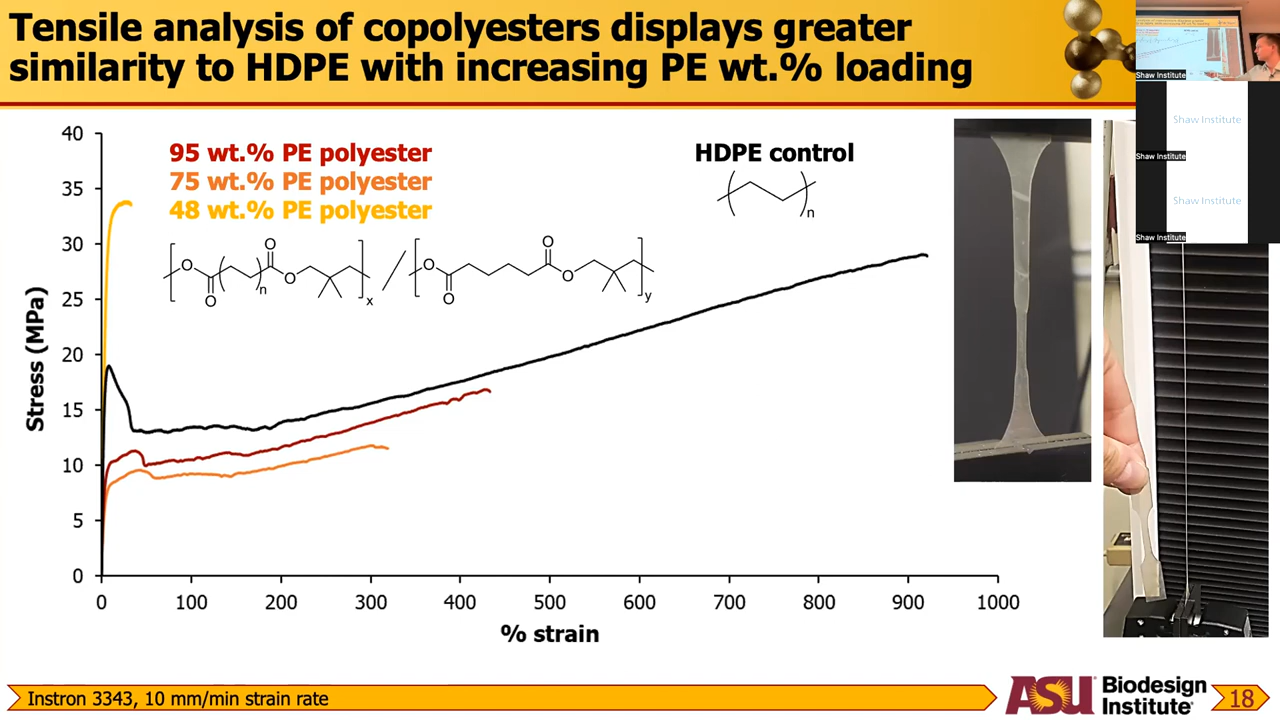 Tensile analysis of copolyesters displays greater
similarity to HDPE with increasing PE wt.% loading
Shaw Institute
Shaw Institute
Shaw Institute
Shaw Institute
Shaw Institute
95 wt.% PE polyester
75 wt.% PE polyester
48 wt.% PE polyester
HDPE control
n
O
O
O
O
n
x
O
O
O
O
y
Stress (MPa)
40
35
30
25
20
15
10
5
0
0 100 200 300 400 500 600 700 800 900 1000
% strain
Instron 3343, 10 mm/min strain rate
ASU Biodesign
Institute
18